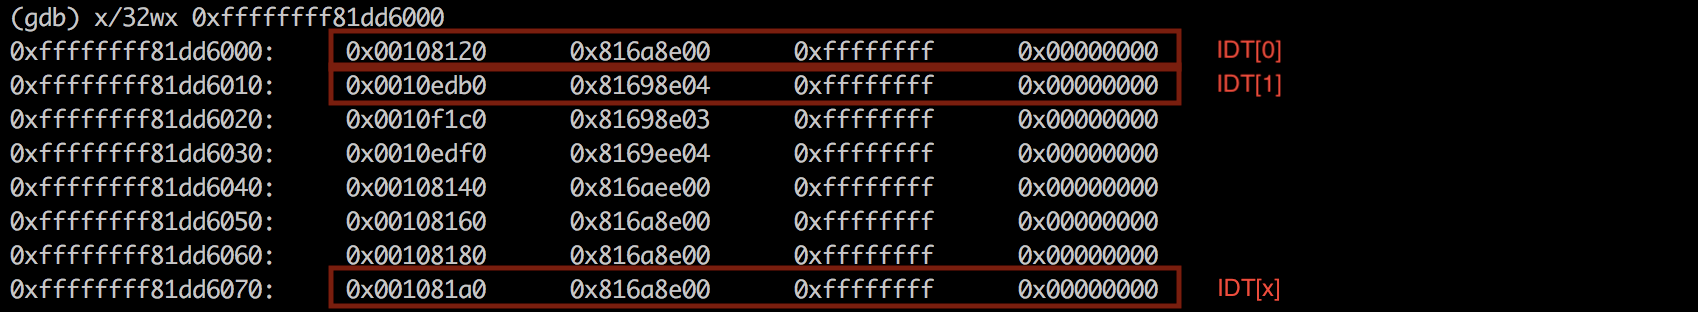 (gdb) x/32wx 0xffffffff81dd6000
0xffffffff81dd6000: 0x00108120 0x816a8e00 0xffffffff 0x00000000 IDT[0]
0xffffffff81dd6010: 0x0010edb0 0x81698e04 0xffffffff 0x00000000 IDT[1]
0xffffffff81dd6020: 0x0010f1c0 0x81698e03 0xffffffff 0x00000000
0xffffffff81dd6030: 0x0010edf0 0x8169ee04 0xffffffff 0x00000000
0xffffffff81dd6040: 0x00108140 0x816aee00 0xffffffff 0x00000000
0xffffffff81dd6050: 0x00108160 0x816a8e00 0xffffffff 0x00000000
0xffffffff81dd6060: 0x00108180 0x816a8e00 0xffffffff 0x00000000
0xffffffff81dd6070: 0x001081a0 0x816a8e00 0xffffffff 0x00000000 IDT[x]